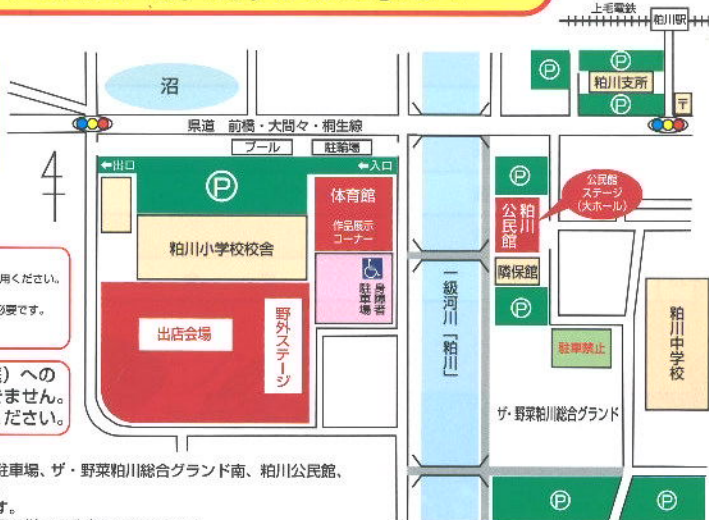 上毛電鉄
粕川駅
Ⓟ
Ⓟ
粕川支所
Ⓟ
〒
沼
県道 前橋・大間々・桐生線
プール
駐輪場
←出口
←入口
Ⓟ
体育館
作品展示
コーナー
粕川小学校校舎
身障者
駐車場
出店会場
野外ステージ
一級河川「粕川」
Ⓟ
粕川
公民館
公民館
ステージ
(大ホール)
隣保館
Ⓟ
駐車禁止
粕川中学校
ザ・野菜粕川総合グランド
Ⓟ
Ⓟ
用ください。
必要です。
)への
きません。
ください。
駐車場、ザ・野菜粕川総合グランド南、粕川公民館、
す。